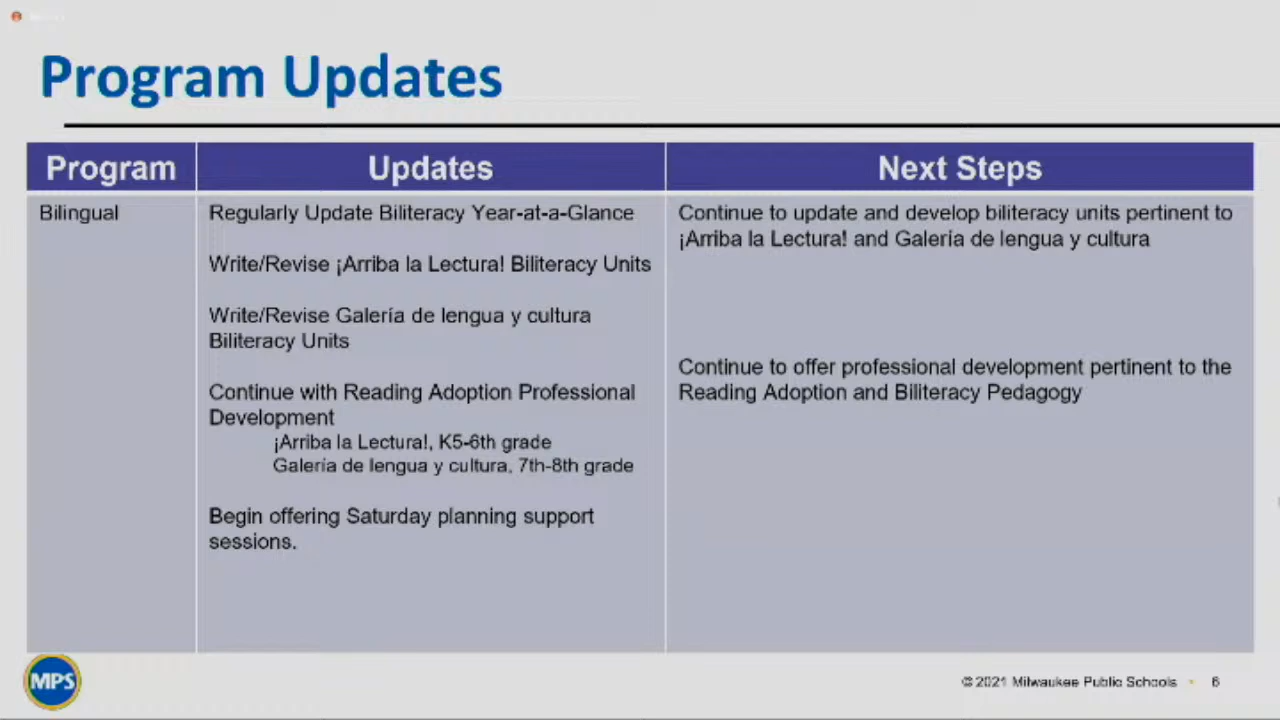 Program Updates
Program
Updates
Next Steps
Bilingual
Regularly Update Biliteracy Year-at-a-Glance
Write/Revise ¡Arriba la Lectura! Biliteracy Units
Write/Revise Galería de lengua y cultura
Biliteracy Units
Continue with Reading Adoption Professional
Development
¡Arriba la Lectura!, K5-6th grade
Galería de lengua y cultura, 7th-8th grade
Begin offering Saturday planning support
sessions.
Continue to update and develop biliteracy units pertinent to
¡Arriba la Lectura! and Galería de lengua y cultura
Continue to offer professional development pertinent to the
Reading Adoption and Biliteracy Pedagogy
MPS
© 2021 Milwaukee Public Schools • 6